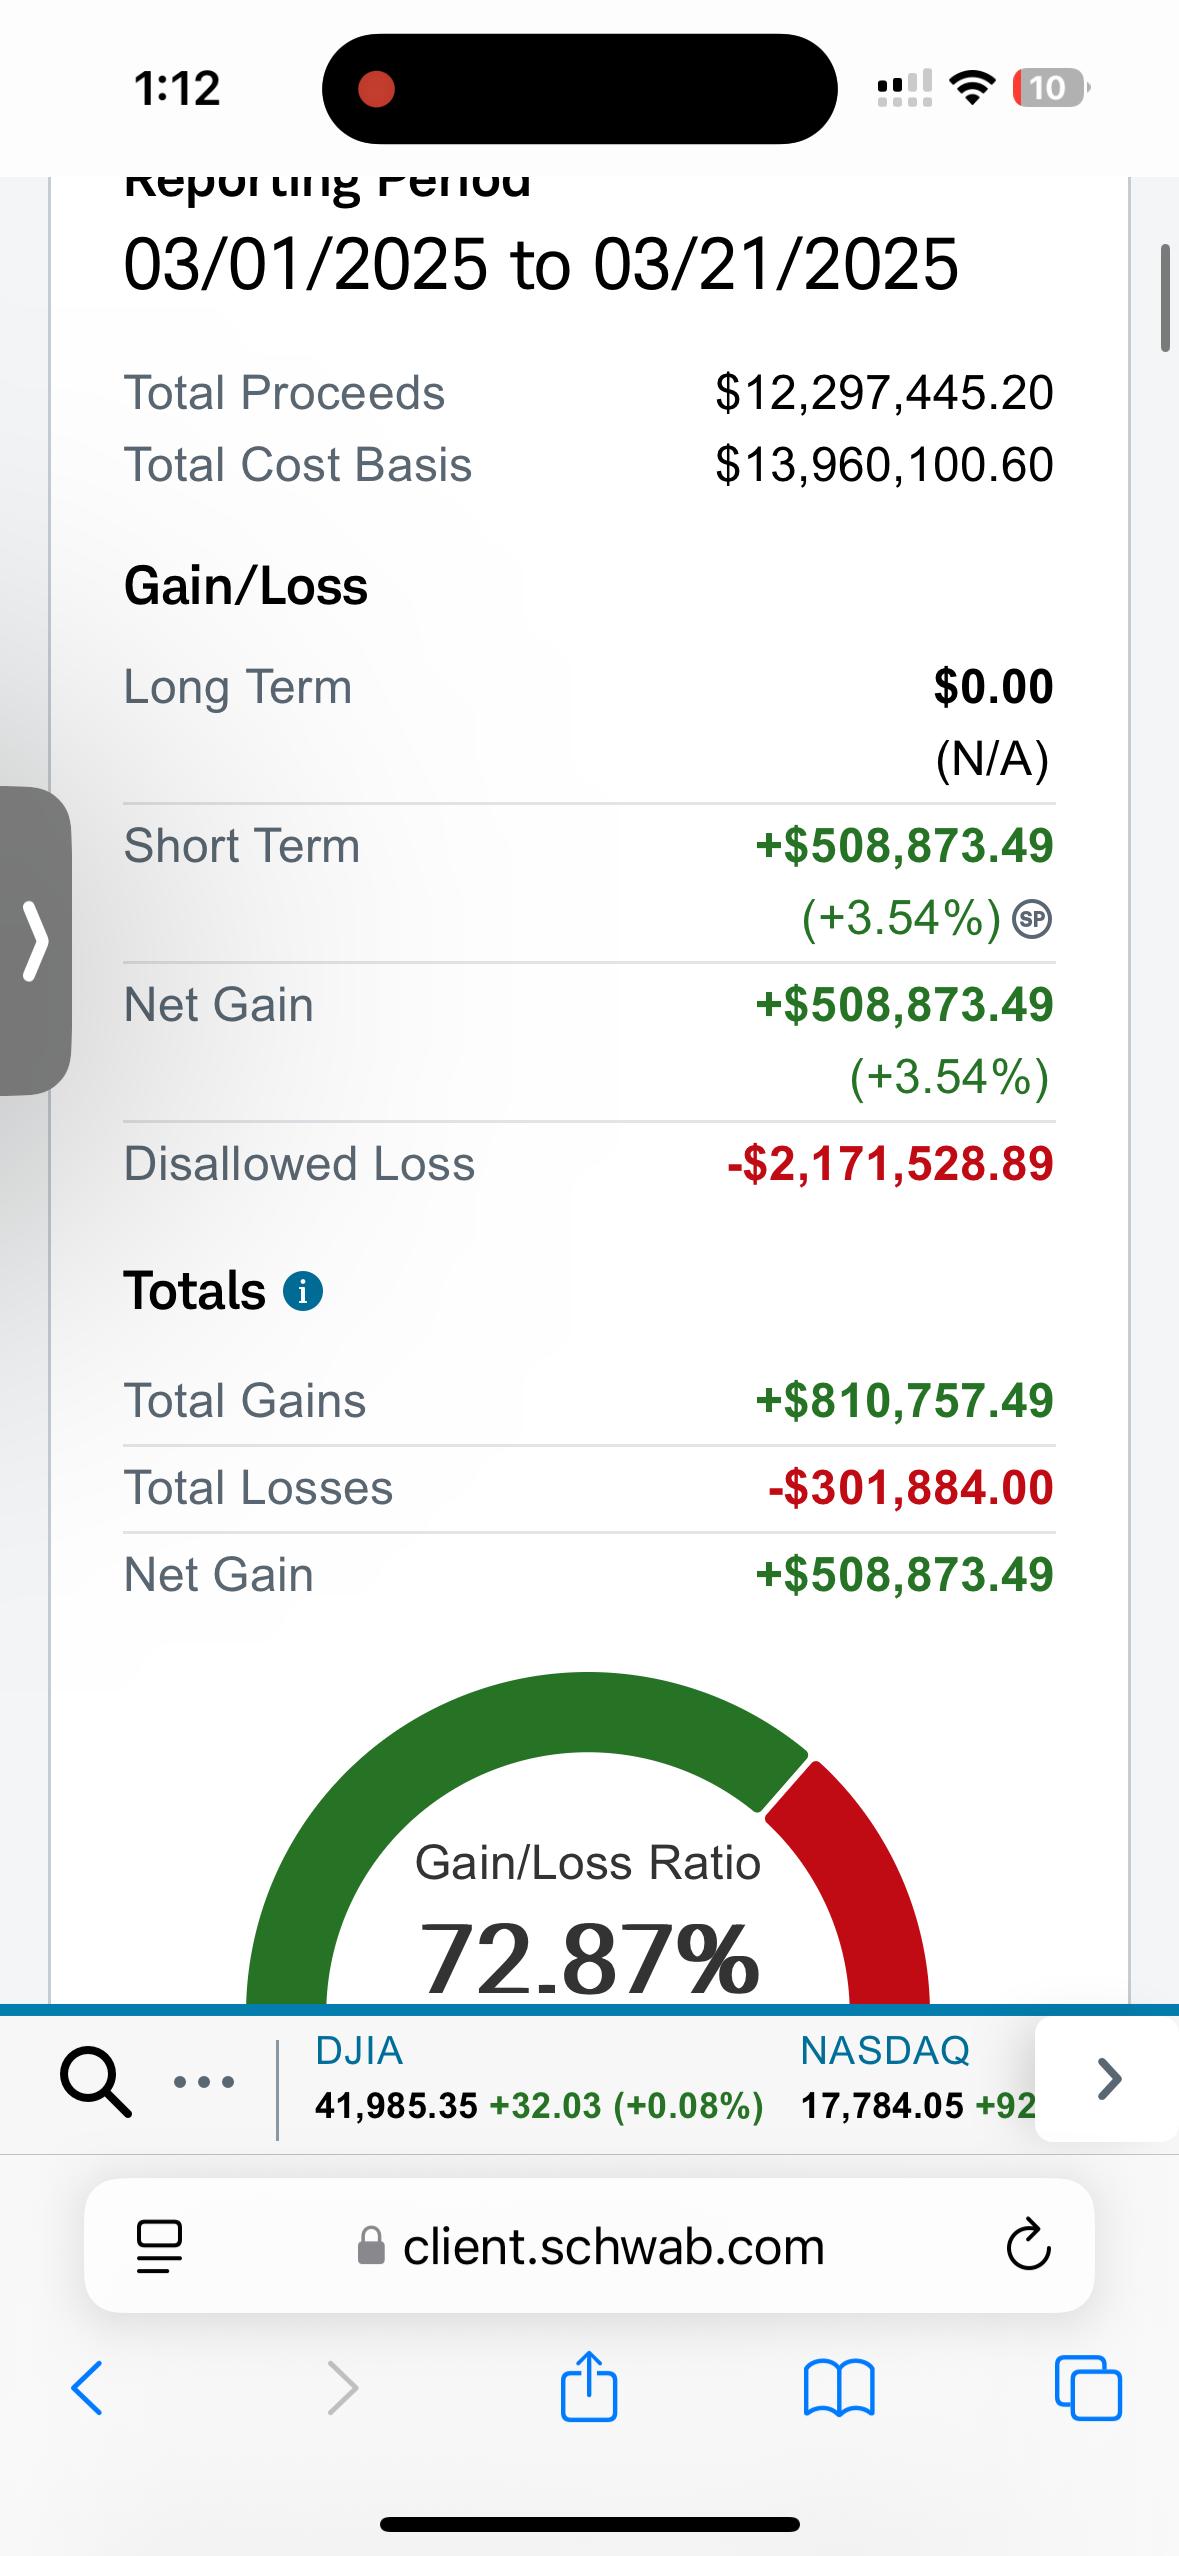 1:12
10
Reporting Period
03/01/2025 to 03/21/2025
Total Proceeds $12,297,445.20
Total Cost Basis $13,960,100.60
Gain/Loss
Long Term $0.00
(N/A)
Short Term +$508,873.49
(+3.54%) SP
Net Gain +$508,873.49
(+3.54%)
Disallowed Loss -$2,171,528.89
Totals i
Total Gains +$810,757.49
Total Losses -$301,884.00
Net Gain +$508,873.49
Gain/Loss Ratio
72.87%
DJIA NASDAQ
41,985.35 +32.03 (+0.08%) 17,784.05 +92
client.schwab.com